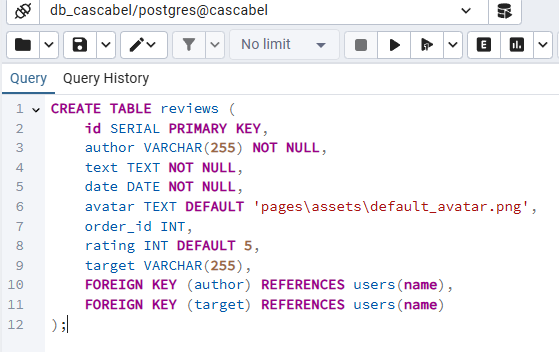 db_cascabel/postgres@cascabel
No limit
E
Query Query History
1 CREATE TABLE reviews (
2 id SERIAL PRIMARY KEY,
3 author VARCHAR(255) NOT NULL,
4 text TEXT NOT NULL,
5 date DATE NOT NULL,
6 avatar TEXT DEFAULT 'pages\assets\default_avatar.png',
7 order_id INT,
8 rating INT DEFAULT 5,
9 target VARCHAR(255),
10 FOREIGN KEY (author) REFERENCES users(name),
11 FOREIGN KEY (target) REFERENCES users(name)
12 );